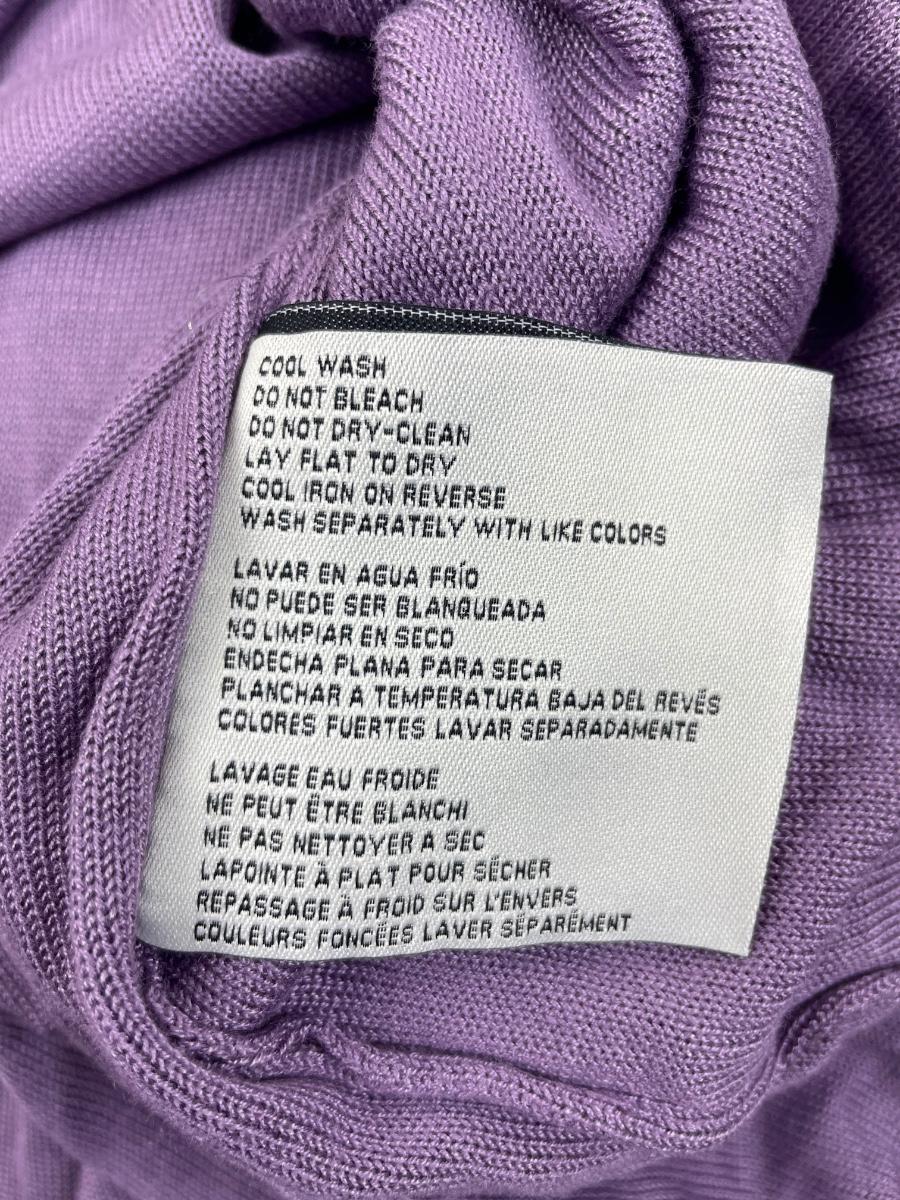 COOL WASH
DO NOT BLEACH
DO NOT DRY-CLEAN
LAY FLAT TO DRY
COOL IRON ON REVERSE
WASH SEPARATELY WITH LIKE COLORS
LAVAR EN AGUA FRÍO
NO PUEDE SER BLANQUEADA
NO LIMPIAR EN SECO
ENDECHA PLANA PARA SECAR
PLANCHAR A TEMPERATURA BAJA DEL REVÉS
COLORES FUERTES LAVAR SEPARADAMENTE
LAVAGE EAU FROIDE
NE PEUT ÊTRE BLANCHI
NE PAS NETTOYER A SEC
LAPOINTE À PLAT POUR SÉCHER
REPASSAGE À FROID SUR L'ENVERS
COULEURS FONCÉES LAVER SÉPARÉMENT